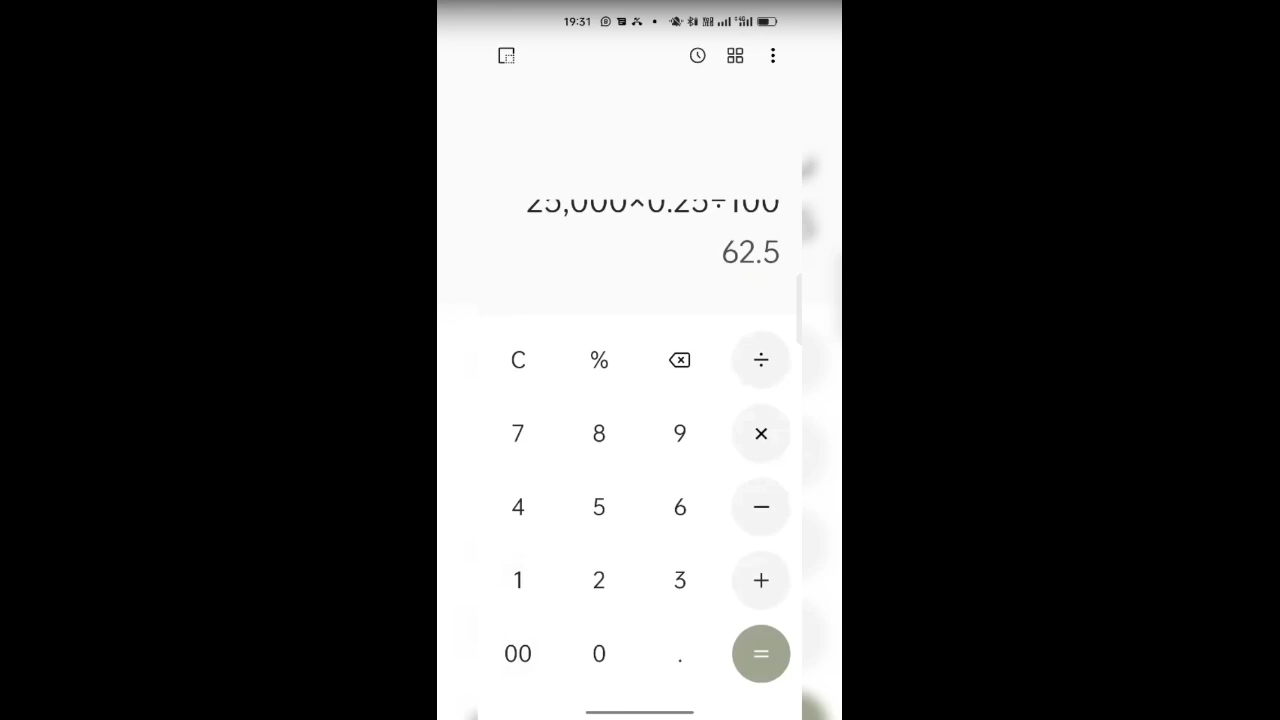 19:31
25,000×0.25÷100
62.5
C % ÷
7 8 9 ×
4 5 6 −
1 2 3 +
00 0 . =